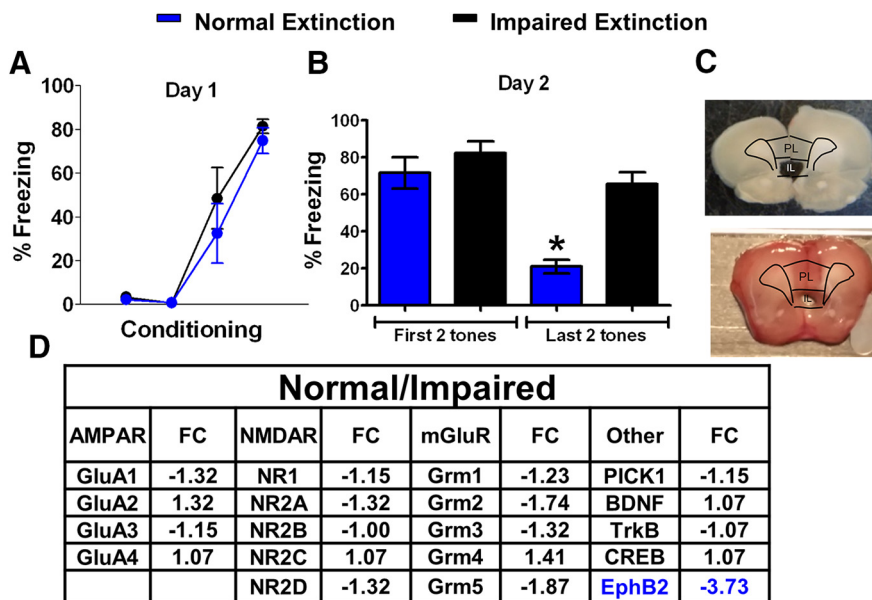 Normal Extinction Impaired Extinction
A B C
Day 1 Day 2
% Freezing
100
80
60
40
20
0
Conditioning
% Freezing
100
80
60
40
20
0
*
First 2 tones Last 2 tones
PL
IL
PL
IL
D
Normal/Impaired
AMPAR FC NMDAR FC mGluR FC Other FC
GluA1 -1.32 NR1 -1.15 Grm1 -1.23 PICK1 -1.15
GluA2 1.32 NR2A -1.32 Grm2 -1.74 BDNF 1.07
GluA3 -1.15 NR2B -1.00 Grm3 -1.32 TrkB -1.07
GluA4 1.07 NR2C 1.07 Grm4 1.41 CREB 1.07
NR2D -1.32 Grm5 -1.87 EphB2 -3.73